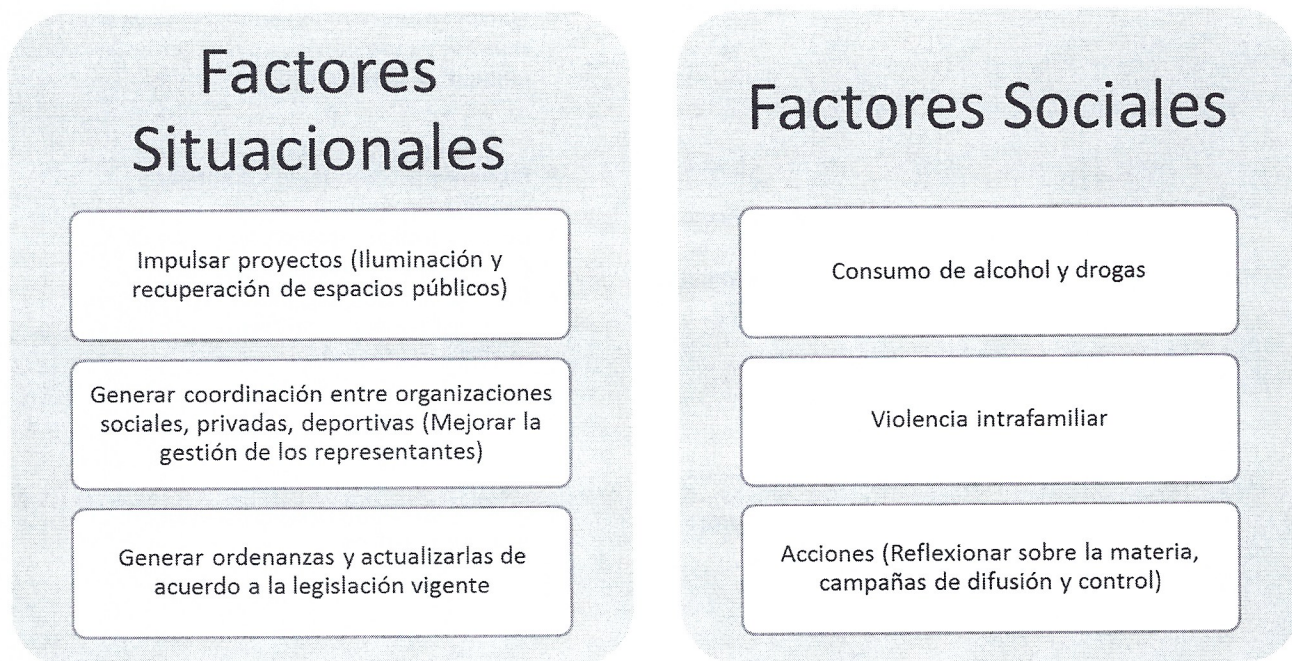 Factores
Situacionales
Impulsar proyectos (Iluminación y
recuperación de espacios públicos)
Generar coordinación entre organizaciones
sociales, privadas, deportivas (Mejorar la
gestión de los representantes)
Generar ordenanzas y actualizarlas de
acuerdo a la legislación vigente
Factores Sociales
Consumo de alcohol y drogas
Violencia intrafamiliar
Acciones (Reflexionar sobre la materia,
campañas de difusión y control)